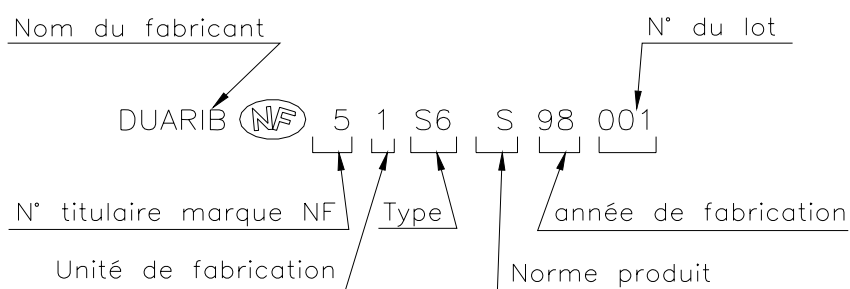 Nom du fabricant
N° du lot
DUARIB NF 5 1 S6 S 98 001
N° titulaire marque NF
Type
année de fabrication
Unité de fabrication
Norme produit